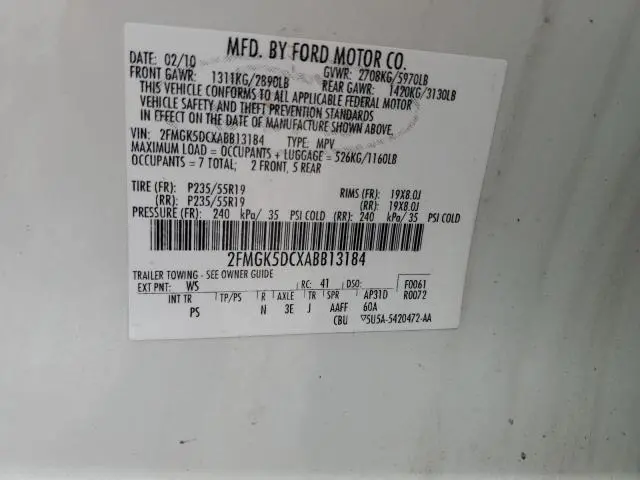 MFD. BY FORD MOTOR CO.
DATE: 02/10 GVWR: 2708KG/5970LB
FRONT GAWR: 1311KG/2890LB REAR GAWR: 1420KG/3130LB
THIS VEHICLE CONFORMS TO ALL APPLICABLE FEDERAL MOTOR
VEHICLE SAFETY AND THEFT PREVENTION STANDARDS
IN EFFECT ON THE DATE OF MANUFACTURE SHOWN ABOVE.
VIN: 2FMGK5DCXABB13184 TYPE: MPV
MAXIMUM LOAD = OCCUPANTS + LUGGAGE = 526KG/1160LB
OCCUPANTS = 7 TOTAL; 2 FRONT, 5 REAR
TIRE (FR): P235/55R19 RIMS (FR): 19X8.0J
(RR): P235/55R19 (RR): 19X8.0J
PRESSURE (FR): 240 kPa/ 35 PSI COLD (RR): 240 kPa/ 35 PSI COLD
2FMGK5DCXABB13184
TRAILER TOWING - SEE OWNER GUIDE
EXT PNT: WS RC: 41 DSO: F0061
INT TR TP/PS R AXLE TR SPR AP31D R0072
PS N 3E J AAFF 60A
CBU ▽5U5A-5420472-AA